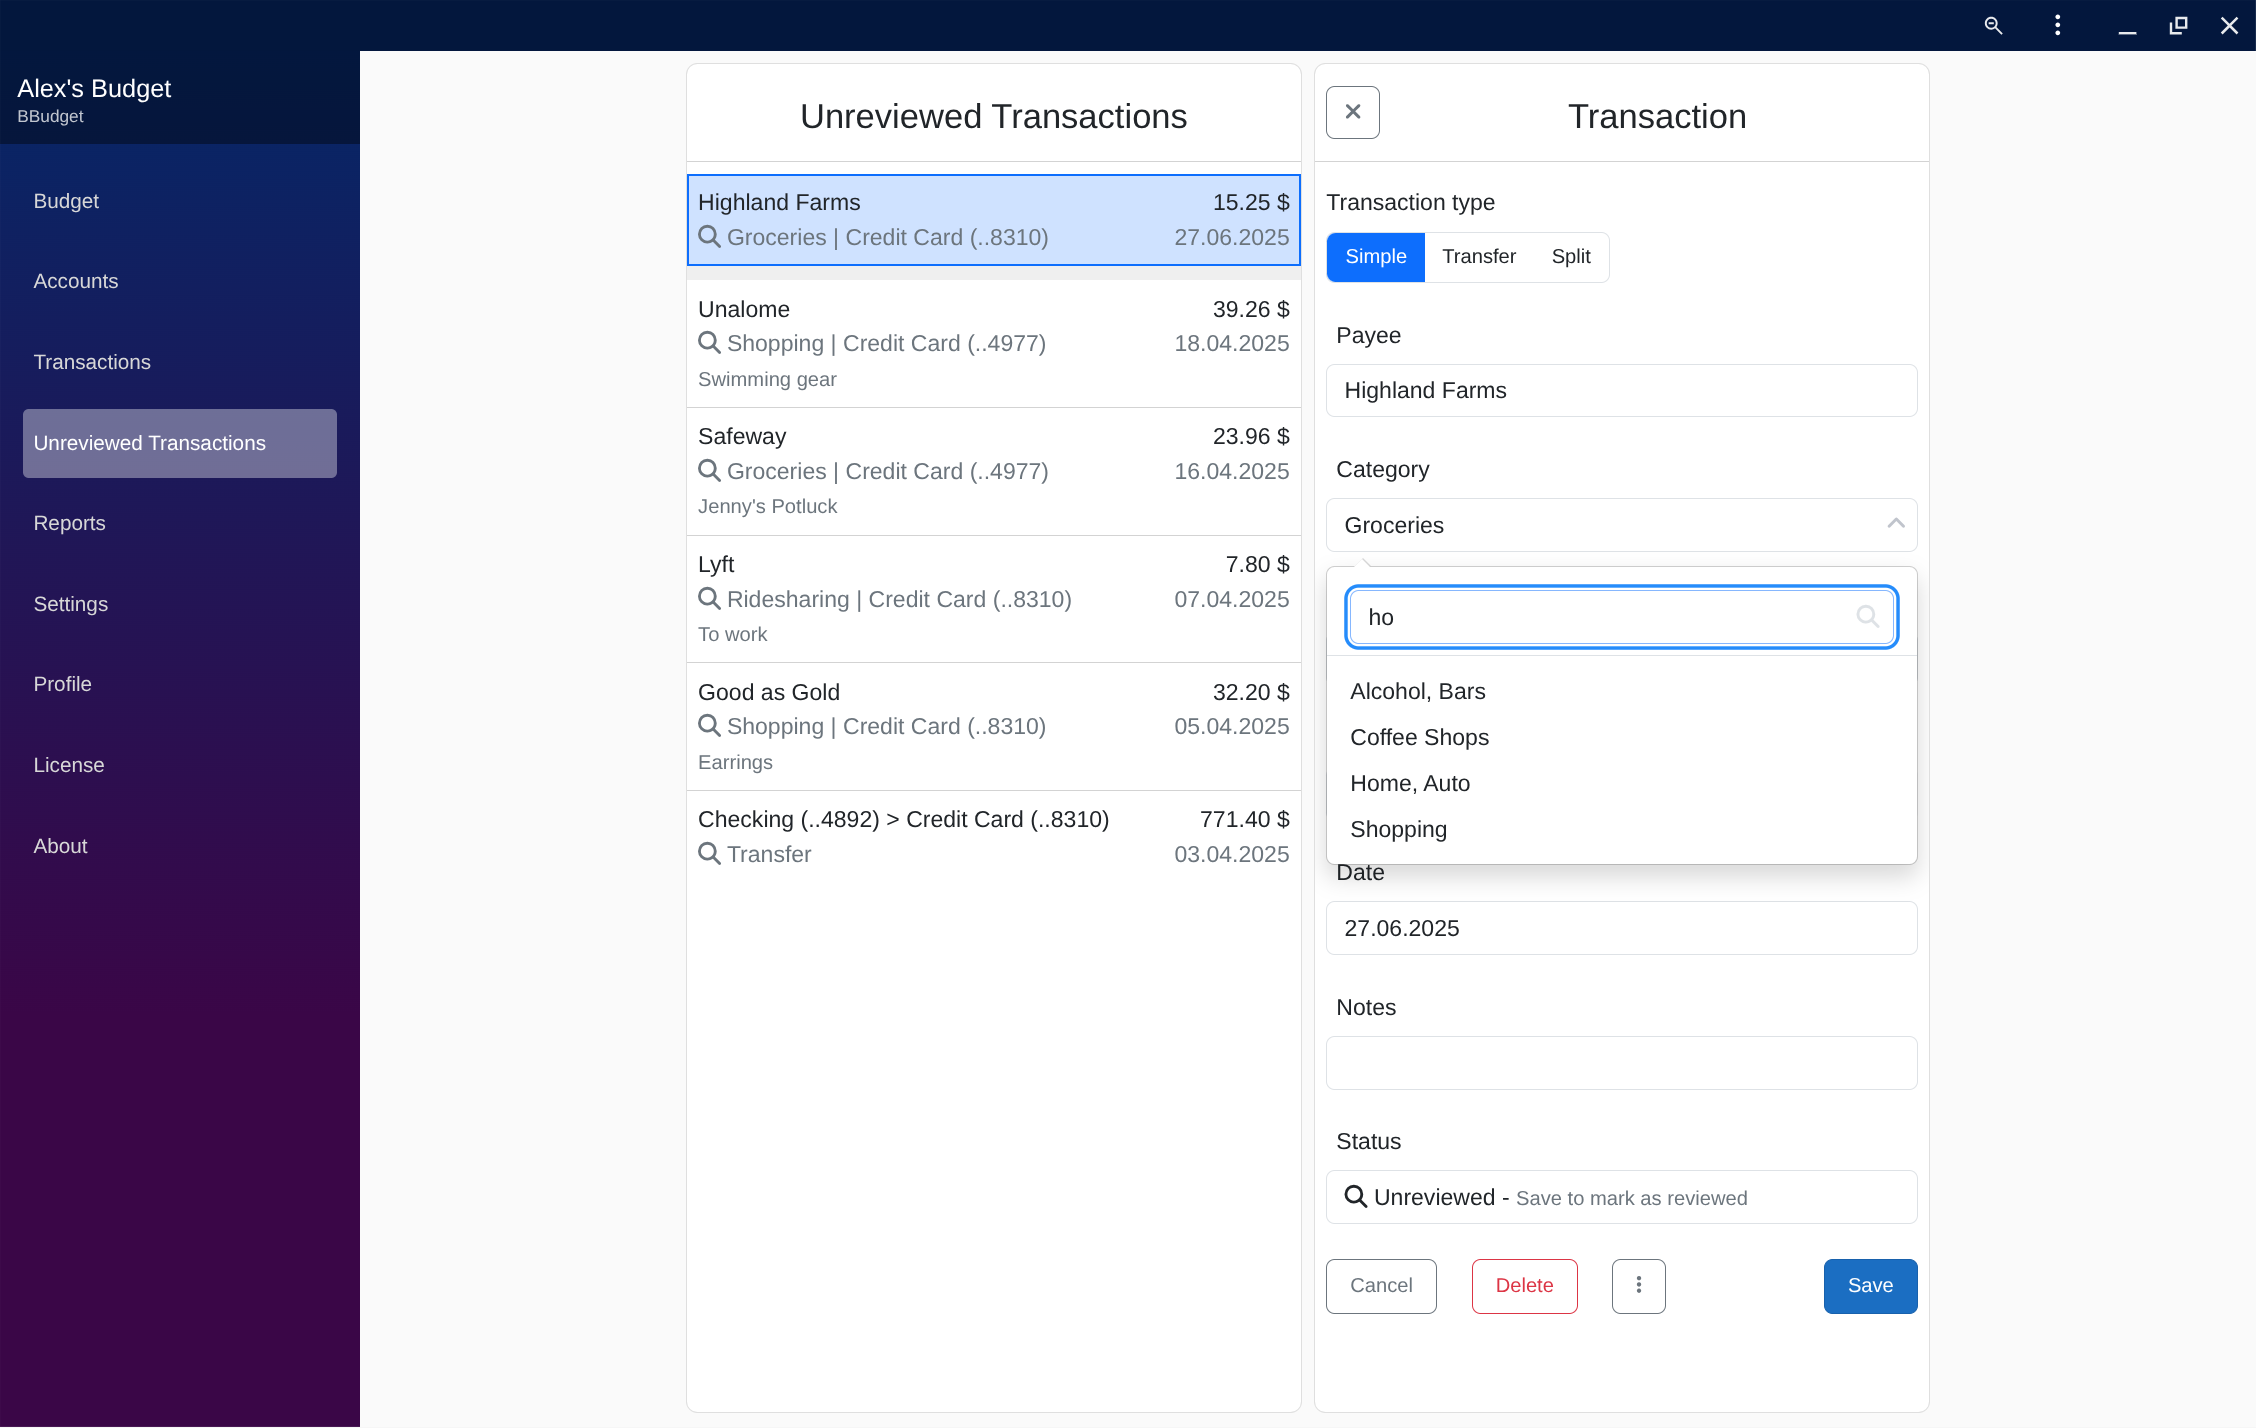 Alex's Budget
BBudget
Budget
Accounts
Transactions
Unreviewed Transactions
Reports
Settings
Profile
License
About
Unreviewed Transactions
Highland Farms 15.25 $
Groceries | Credit Card (..8310) 27.06.2025
Unalome 39.26 $
Shopping | Credit Card (..4977) 18.04.2025
Swimming gear
Safeway 23.96 $
Groceries | Credit Card (..4977) 16.04.2025
Jenny's Potluck
Lyft 7.80 $
Ridesharing | Credit Card (..8310) 07.04.2025
To work
Good as Gold 32.20 $
Shopping | Credit Card (..8310) 05.04.2025
Earrings
Checking (..4892) > Credit Card (..8310) 771.40 $
Transfer 03.04.2025
Transaction
Transaction type
Simple Transfer Split
Payee
Highland Farms
Category
Groceries
ho
Alcohol, Bars
Coffee Shops
Home, Auto
Shopping
Date
27.06.2025
Notes
Status
Unreviewed - Save to mark as reviewed
Cancel Delete Save